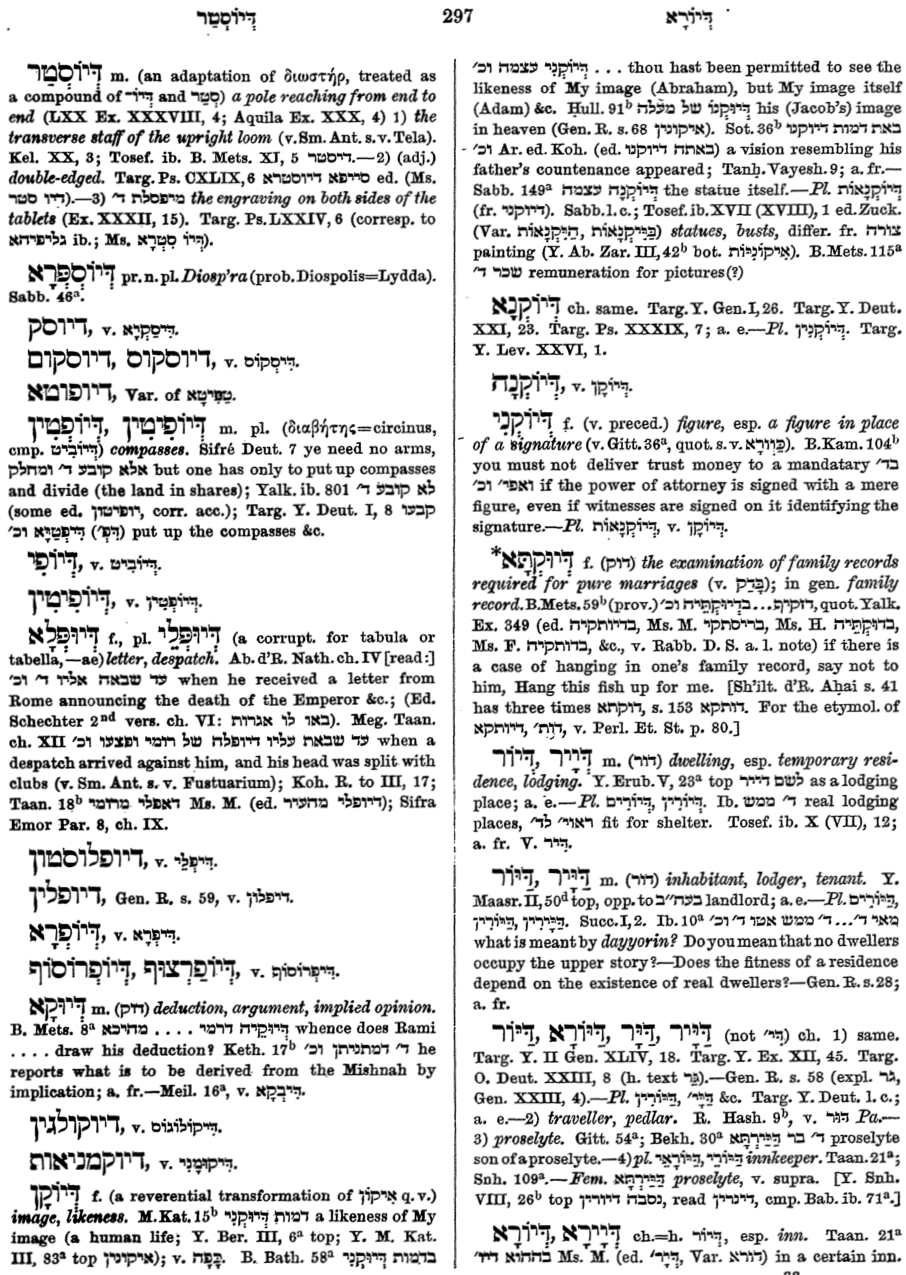 דְּיוֹסְטַר 297 דְּיוֹרָא
דְּיוֹסְטַר m. (an adaptation of διωστήρ, treated as
a compound of דְּיוֹ־ and סְטַר) a pole reaching from end to
end (LXX Ex. XXXVIII, 4; Aquila Ex. XXX, 4) 1) the
transverse staff of the upright loom (v. Sm. Ant. s. v. Tela).
Kel. XX, 3; Tosef. ib. B. Mets. XI, 5 דיסטר.—2) (adj.)
double-edged. Targ. Ps. CXLIX, 6 סייפא דיוסטרא ed. (Ms.
דיו סטר).—3) מיפסלת ד׳ the engraving on both sides of the
tablets (Ex. XXXII, 15). Targ. Ps. LXXIV, 6 (corresp. to
גליפיהא ib.; Ms. דְּיוֹ סְטָרָא).
דְּיוֹסְפְּרָא pr. n. pl. Diosp'ra (prob. Diospolis=Lydda).
Sabb. 46ᵃ.
דיוסק, v. דִּיסַקְיָא.
דיוסקוס, דיוסקום, v. דִּיסְקוֹס.
דיופוטא, Var. of טַפִּיטָא.
דְּיוֹפִיטִין, דְּיוֹפְטִין m. pl. (διαβήτης=circinus,
cmp. דְּיוֹבִיט) compasses. Sifré Deut. 7 ye need no arms,
אלא קובע ד׳ ומחלק but one has only to put up compasses
and divide (the land in shares); Yalk. ib. 801 לא קובע ד׳
(some ed. יופיטון, corr. acc.); Targ. Y. Deut. I, 8 קבעו
דִּיפְטַיָּא וכ׳ (דִּפְ׳) put up the compasses &c.
דְּיוֹפִי, v. דְּיוֹבִיט.
דְּיוֹפִימִין, v. דְּיוֹפְטִין.
דְּיוּפְלָא f., pl. דְּיוּפְלֵי (a corrupt. for tabula or
tabella,—ae) letter, despatch. Ab. d'R. Nath. ch. IV [read:]
עד שבאה אליו ד׳ וכ׳ when he received a letter from
Rome announcing the death of the Emperor &c.; (Ed.
Schechter 2nd vers. ch. VI: באו לו אגרות). Meg. Taan.
ch. XII עד שבאת עליו דיופלה של רומי ופצעו וכ׳ when a
despatch arrived against him, and his head was split with
clubs (v. Sm. Ant. s. v. Fustuarium); Koh. R. to III, 17;
Taan. 18ᵇ דאפלי מרומי Ms. M. (ed. דיופלי מהעיר); Sifra
Emor Par. 8, ch. IX.
דיופלוסטון, v. דִּיפְלֵי.
דיופלין, Gen. R. s. 59, v. דיפלון.
דְּיוֹפְרָא, v. דִּיפְרָא.
דְּיוֹפַרְצוּף, דְּיוֹפְרוֹסוֹף, v. דִּיפְרוֹסוֹף.
דְּיוּקָא m. (דוק) deduction, argument, implied opinion.
B. Mets. 8ᵃ דְּיוּקֵיה דרמי .... מהיכא whence does Rami
.... draw his deduction? Keth. 17ᵇ ד׳ דמתניתן וכ׳ he
reports what is to be derived from the Mishnah by
implication; a. fr.—Meil. 16ᵃ, v. דִּיבְקָא.
דיוקולגין, v. דִּיקוֹלוֹגוֹס.
דיוקמניאות, v. דִּיקוּמָנִי.
דְּיוֹקָן f. (a reverential transformation of אִיקוֹן q. v.)
image, likeness. M. Kat. 15ᵇ דמות דְּיוֹקְנִי a likeness of My
image (a human life; Y. Ber. III, 6ᵃ top; Y. M. Kat.
III, 83ᵃ top איקונין); v. כָּפָה. B. Bath. 58ᵃ בדמות דְּיוֹקְנִי
דְּיוֹקְנִי עצמה וכ׳ ... thou hast been permitted to see the
likeness of My image (Abraham), but My image itself
(Adam) &c. Hull. 91ᵇ דְּיוֹקְנוֹ של מעלה his (Jacob's) image
in heaven (Gen. R. s. 68 איקונין). Sot. 36ᵇ באת דמות דיוקנו
וכ׳ Ar. ed. Koh. (ed. באתה דיוקנו) a vision resembling his
father's countenance appeared; Tanḥ. Vayesh. 9; a. fr.—
Sabb. 149ᵃ דְּיוֹקְנָה עצמה the statue itself.—Pl. דְּיוֹקְנָאוֹת
(fr. דיוקני). Sabb. l. c.; Tosef. ib. XVII (XVIII), 1 ed. Zuck.
(Var. בַּיְּיקְנָאוֹת, הַיְּקְנָאוֹת) statues, busts, differ. fr. צורה
painting (Y. Ab. Zar. III, 42ᵇ bot. אִיקוֹנִיּוֹת). B. Mets. 115ᵃ
שכר ד׳ remuneration for pictures(?)
דְּיוֹקְנָא ch. same. Targ. Y. Gen. I, 26. Targ. Y. Deut.
XXI, 23. Targ. Ps. XXXIX, 7; a. e.—Pl. דְּיוֹקְנִין. Targ.
Y. Lev. XXVI, 1.
דְּיוֹקְנָה, v. דְּיוֹקָן.
דְּיוֹקְנִי f. (v. preced.) figure, esp. a figure in place
of a signature (v. Gitt. 36ᵃ, quot. s. v. כַּוְורָא). B. Kam. 104ᵇ
you must not deliver trust money to a mandatary בד׳
ואפי׳ וכ׳ if the power of attorney is signed with a mere
figure, even if witnesses are signed on it identifying the
signature.—Pl. דְּיוֹקְנָאוֹת, v. דְּיוֹקָן.
*דְּיוּקְתָּא f. (דוק) the examination of family records
required for pure marriages (v. בָּדַק); in gen. family
record. B. Mets. 59ᵇ (prov.) דזקיף ... בדְיוּקְתֵּיה וכ׳, quot. Yalk.
Ex. 349 (ed. בדיותקיה, Ms. M. בדיסתקי, Ms. H. בדוּקְתֵּיה,
Ms. F. בדותקיה, &c., v. Rabb. D. S. a. l. note) if there is
a case of hanging in one's family record, say not to
him, Hang this fish up for me. [Sh'ilt. d'R. Aḥai s. 41
has three times דוקתא, s. 153 דותקא. For the etymol. of
דיותקא, דְוֹתְ׳, v. Perl. Et. St. p. 80.]
דִּיּוּר, דְּיוֹר m. (דור) dwelling, esp. temporary resi-
dence, lodging. Y. Erub. V, 23ᵃ top לשם דייר as a lodging
place; a. e.—Pl. דִּיּוּרִין, דִּיּוּרִים. Ib. ד׳ ממש real lodging
places, ראוי׳ לד׳ fit for shelter. Tosef. ib. X (VII), 12;
a. fr. V. דִּיר.
דַּיָּיר, דַּיּוֹר m. (דור) inhabitant, lodger, tenant. Y.
Maasr. II, 50ᵈ top, opp. to בעה״ב landlord; a. e.—Pl. דַּיּוֹרִים,
דַּיָּירִין, דַּיּוֹרִין. Succ. I, 2. Ib. 10ᵃ מאי ד׳ ... ד׳ ממש אטו ד׳ וכ׳
what is meant by dayyorin? Do you mean that no dwellers
occupy the upper story?—Does the fitness of a residence
depend on the existence of real dwellers?—Gen. R. s. 28;
a. fr.
דַּיָּיר, דַּיָּר, דַּיּוֹרָא, דַּיּוֹר (not דִּי׳) ch. 1) same.
Targ. Y. II Gen. XLIV, 18. Targ. Y. Ex. XII, 45. Targ.
O. Deut. XXIII, 8 (h. text גֵּר).—Gen. R. s. 58 (expl. גר,
Gen. XXIII, 4).—Pl. דַּיּוֹרִין, דַּיָּי׳ &c. Targ. Y. Deut. l. c.;
a. e.—2) traveller, pedlar. R. Hash. 9ᵇ, v. דּוּר Pa.—
3) proselyte. Gitt. 54ᵃ; Bekh. 30ᵃ ד׳ בר דַּיַּירְתָּא proselyte
son of a proselyte.—4) pl. דַּיּוֹרֵי, דַּיּוֹרָאֵי innkeeper. Taan. 21ᵃ;
Snh. 109ᵃ.—Fem. דַּיַּירְתָּא proselyte, v. supra. [Y. Snh.
VIII, 26ᵇ top נסבה דיורין, read דינרין, cmp. Bab. ib. 71ᵃ.]
דְּיוֹרָא, דְּיירָא ch.=h. דִּיּוֹר, esp. inn. Taan. 21ᵃ
בההוא דיו׳ Ms. M. (ed. דְּיָיר׳, Var. דורא) in a certain inn.